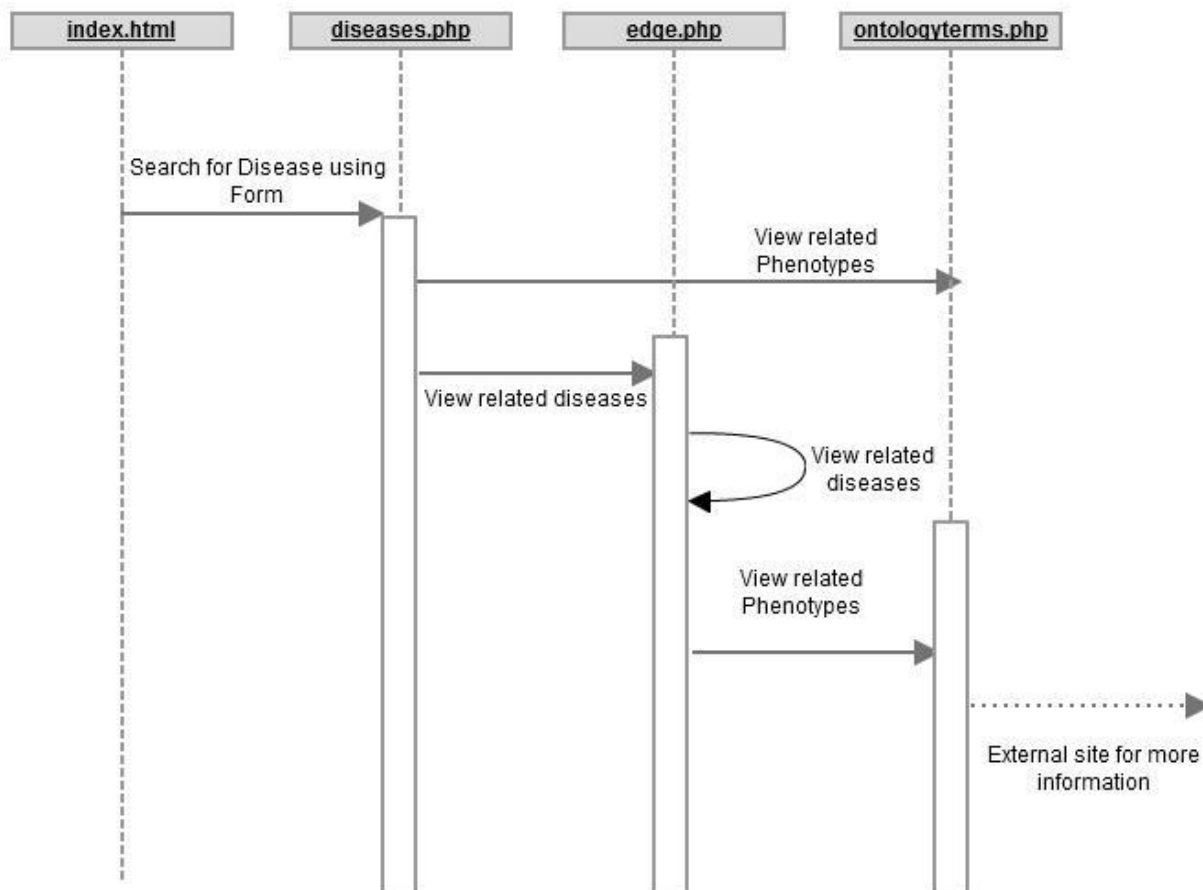 index.html
diseases.php
edge.php
ontologyterms.php
Search for Disease using
Form
View related
Phenotypes
View related diseases
View related
diseases
View related
Phenotypes
External site for more
information